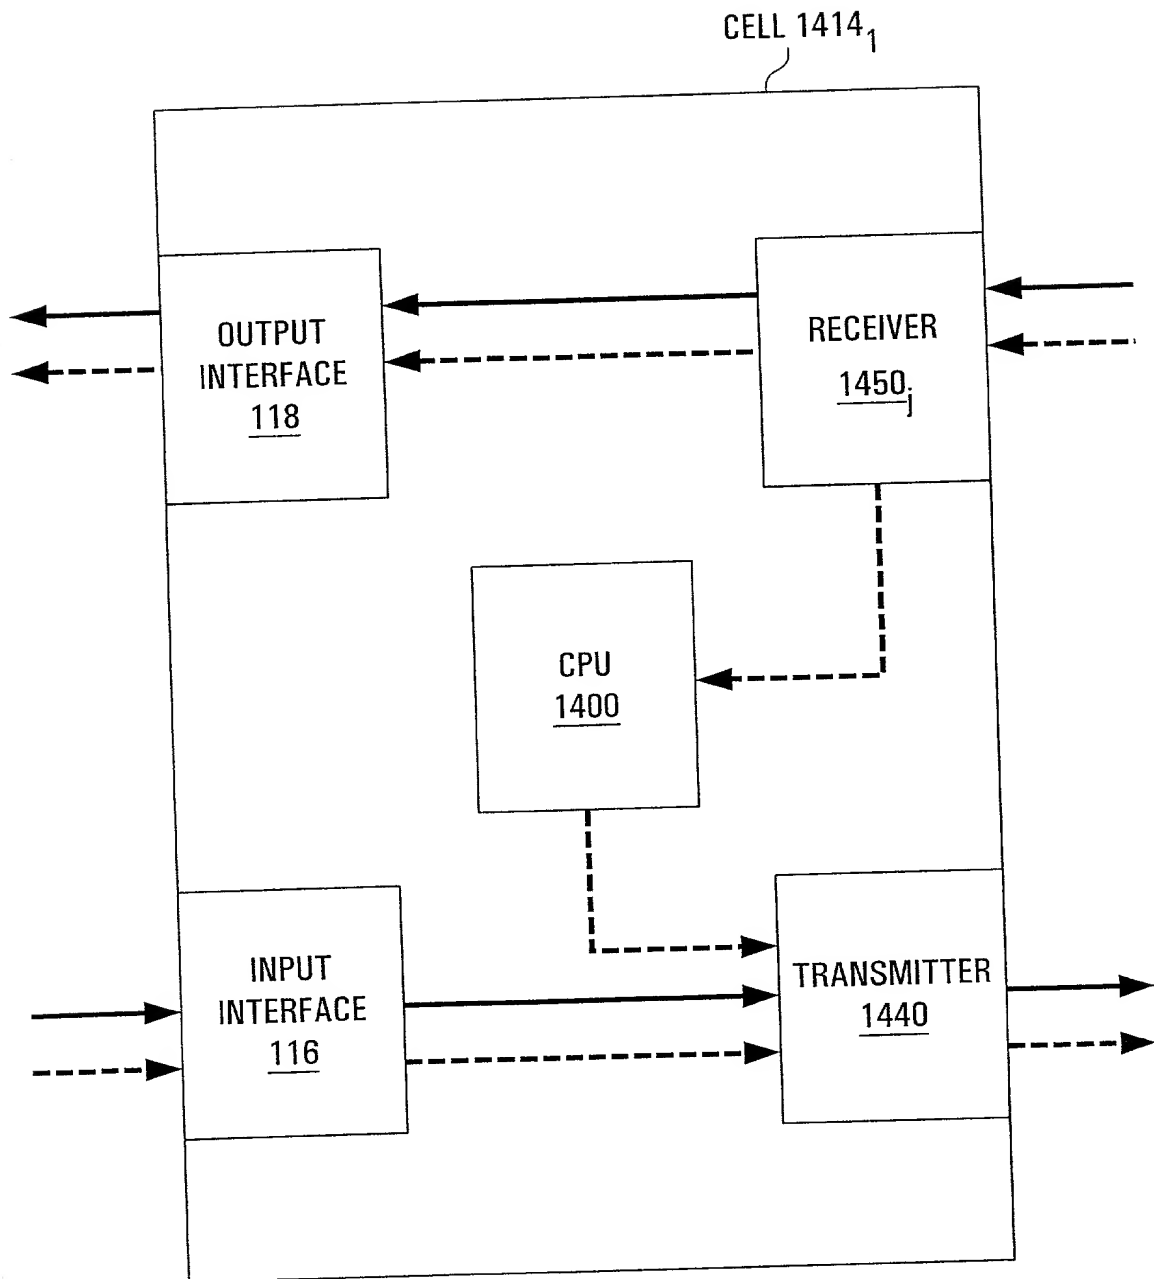 CELL 1414₁
OUTPUT
INTERFACE
118
RECEIVER
1450ⱼ
CPU
1400
INPUT
INTERFACE
116
TRANSMITTER
1440